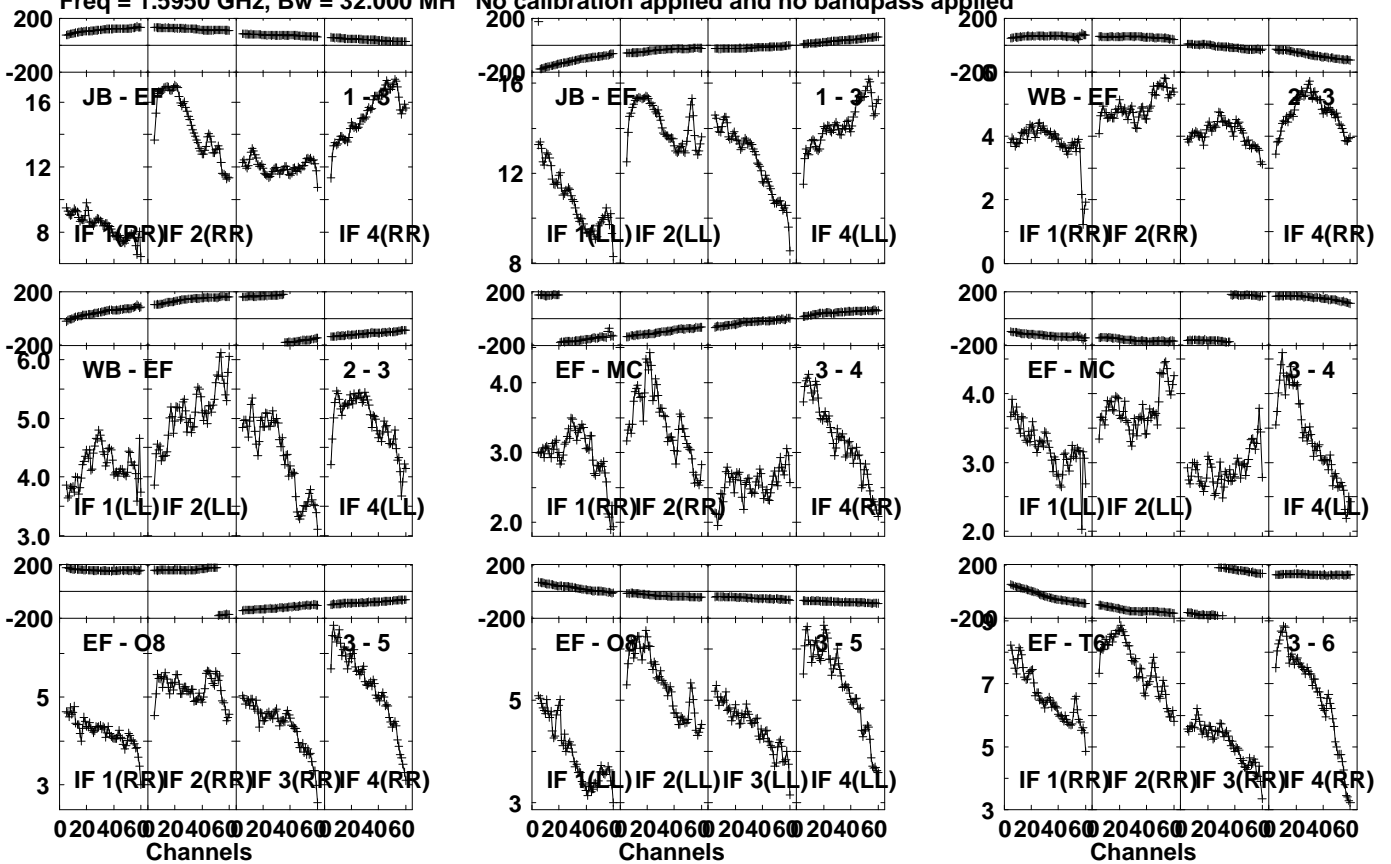 Freq = 1.5950 GHz, Bw = 32.000 MH No calibration applied and no bandpass applied
200
-200
16
12
8
JB - EF
1 - 3
IF 1(RR)
IF 2(RR)
IF 4(RR)
-200
16
12
8
JB - EF
1 - 3
IF 1(LL)
IF 2(LL)
IF 4(LL)
200
-200
6
4
2
0
WB - EF
2 - 3
IF 1(RR)
IF 2(RR)
IF 4(RR)
200
-200
6.0
5.0
4.0
3.0
WB - EF
2 - 3
IF 1(LL)
IF 2(LL)
IF 4(LL)
200
-200
4.0
3.0
2.0
EF - MC
3 - 4
IF 1(RR)
IF 2(RR)
IF 4(RR)
200
-200
4.0
3.0
2.0
EF - MC
3 - 4
IF 1(LL)
IF 2(LL)
IF 4(LL)
200
-200
5
3
EF - O8
3 - 5
IF 1(RR)
IF 2(RR)
IF 3(RR)
IF 4(RR)
0 20 40 60 0 20 40 60 0 20 40 60 0 20 40 60
Channels
200
-200
5
3
EF - O8
3 - 5
IF 1(LL)
IF 2(LL)
IF 3(LL)
IF 4(LL)
0 20 40 60 0 20 40 60 0 20 40 60 0 20 40 60
Channels
200
-200
9
7
5
3
EF - T6
3 - 6
IF 1(RR)
IF 2(RR)
IF 3(RR)
IF 4(RR)
0 20 40 60 0 20 40 60 0 20 40 60 0 20 40 60
Channels